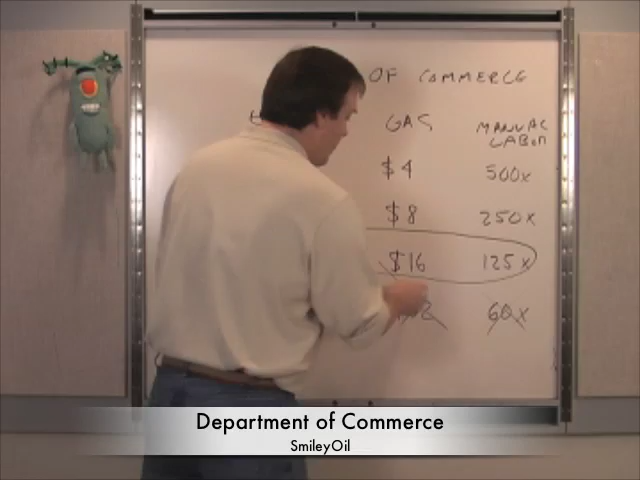 OF COMMERCE
GAS MANUAL LABOR
$4 500x
$8 250x
$16 125x
60x
Department of Commerce
SmileyOil